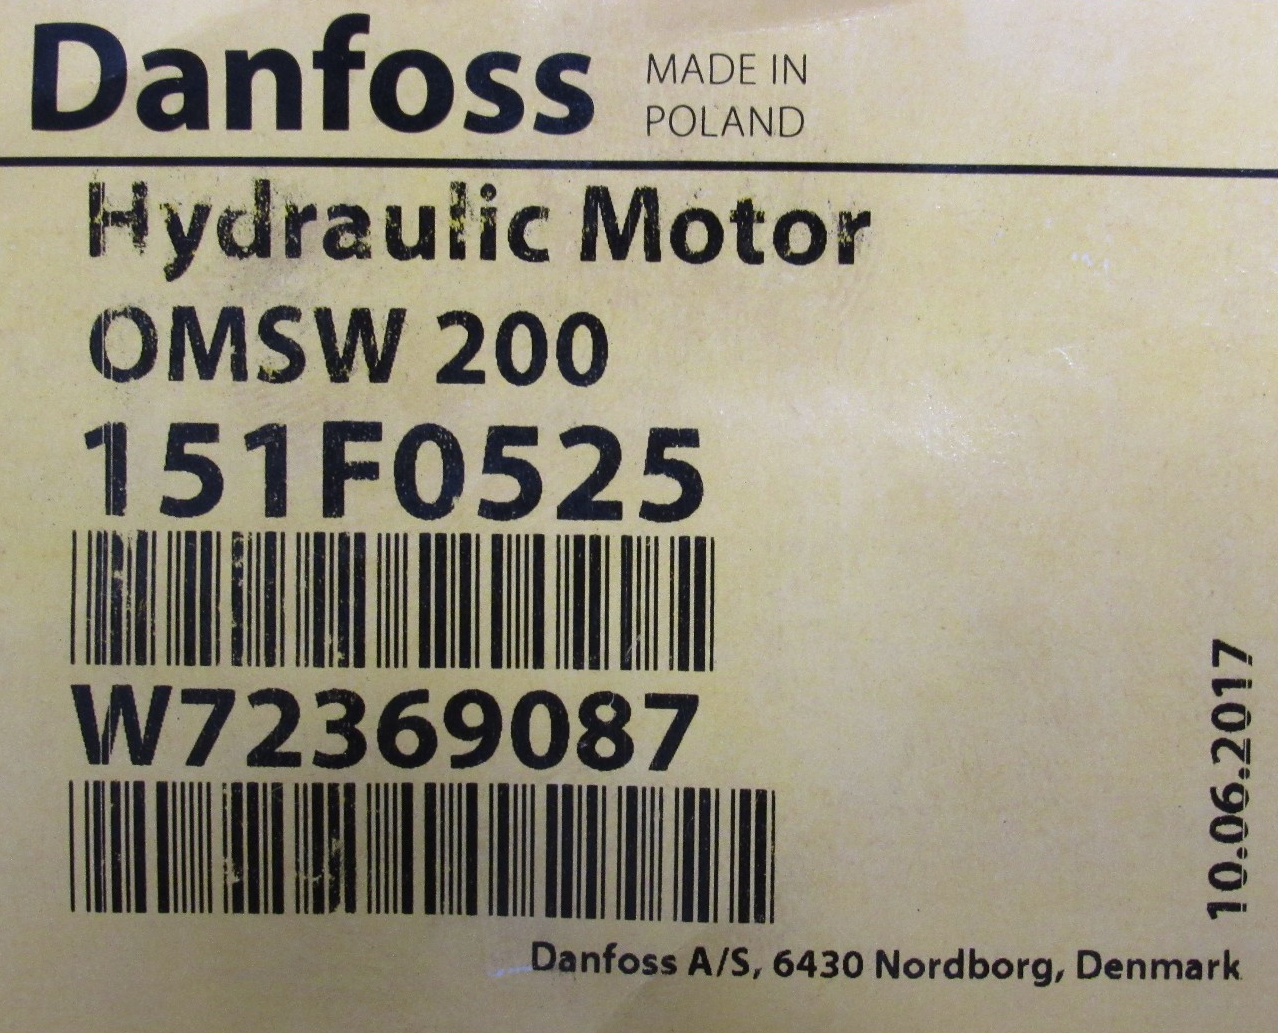 Danfoss
MADE IN
POLAND
Hydraulic Motor
OMSW 200
151F0525
W72369087
10.06.2017
Danfoss A/S, 6430 Nordborg, Denmark